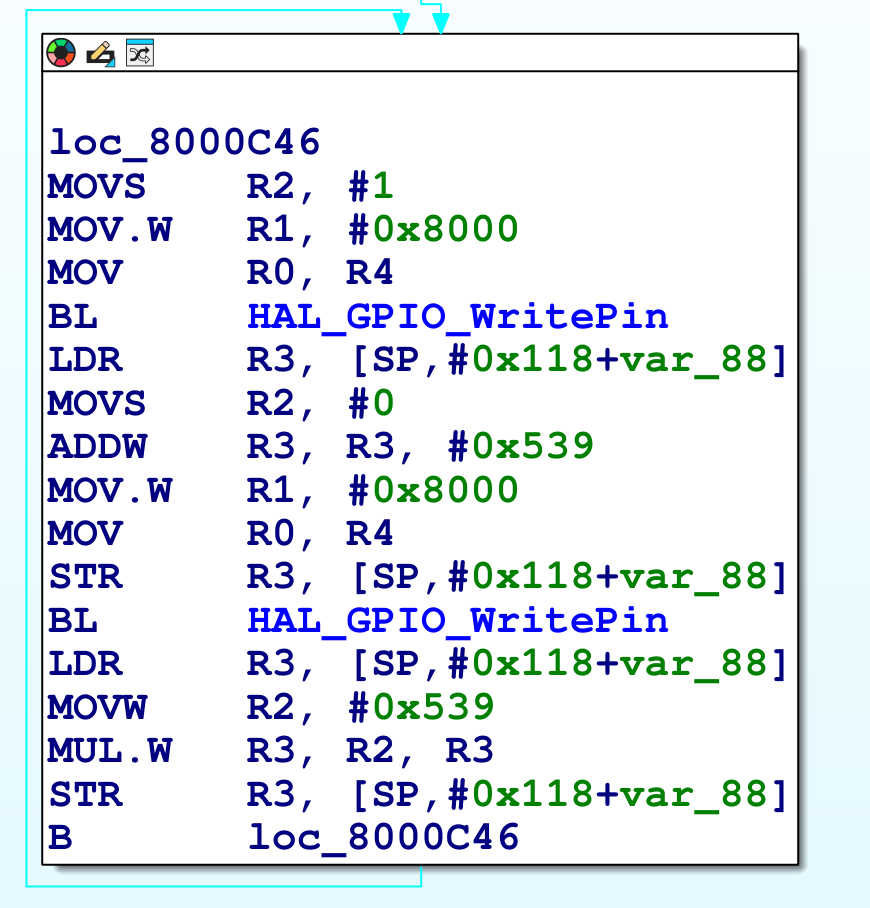 loc_8000C46
MOVS R2, #1
MOV.W R1, #0x8000
MOV R0, R4
BL HAL_GPIO_WritePin
LDR R3, [SP,#0x118+var_88]
MOVS R2, #0
ADDW R3, R3, #0x539
MOV.W R1, #0x8000
MOV R0, R4
STR R3, [SP,#0x118+var_88]
BL HAL_GPIO_WritePin
LDR R3, [SP,#0x118+var_88]
MOVW R2, #0x539
MUL.W R3, R2, R3
STR R3, [SP,#0x118+var_88]
B loc_8000C46